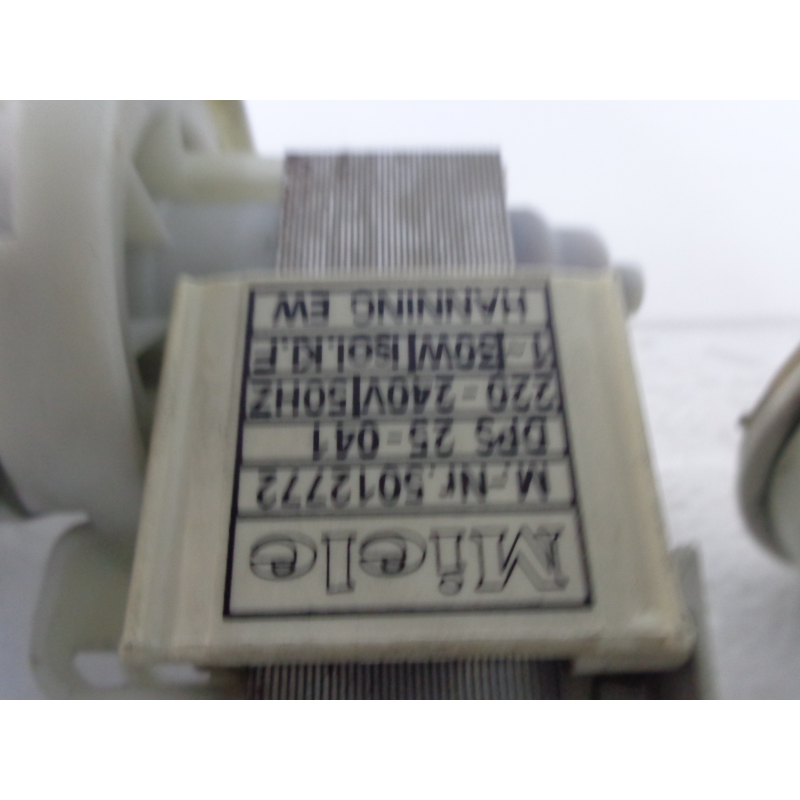 Miele
M.-Nr. 5012772
DPS 25-041
220-240V 50HZ
1~30W isol.Kl.F
HANNING EW